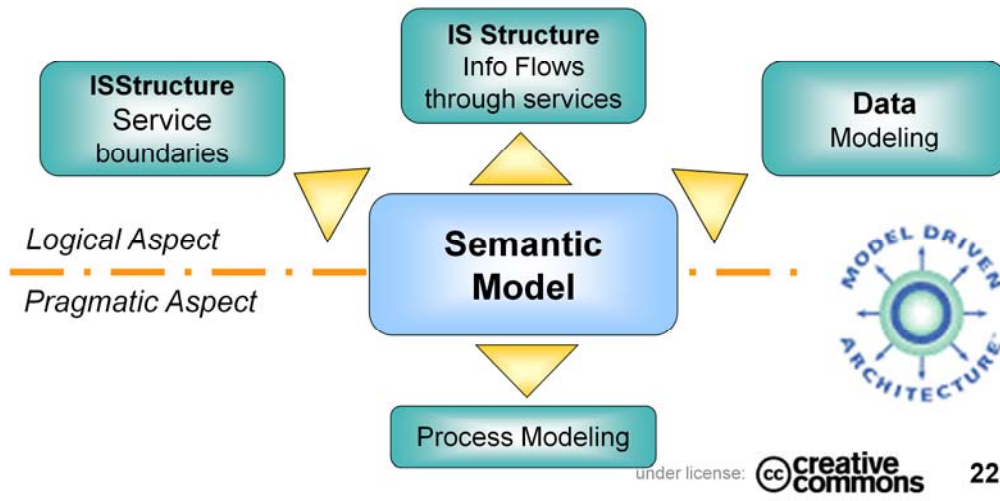 IS Structure
Info Flows
through services
ISStructure
Service
boundaries
Data
Modeling
Semantic
Model
Logical Aspect
Pragmatic Aspect
MODEL DRIVEN
ARCHITECTURE
Process Modeling
under license:
cc creative
commons
22